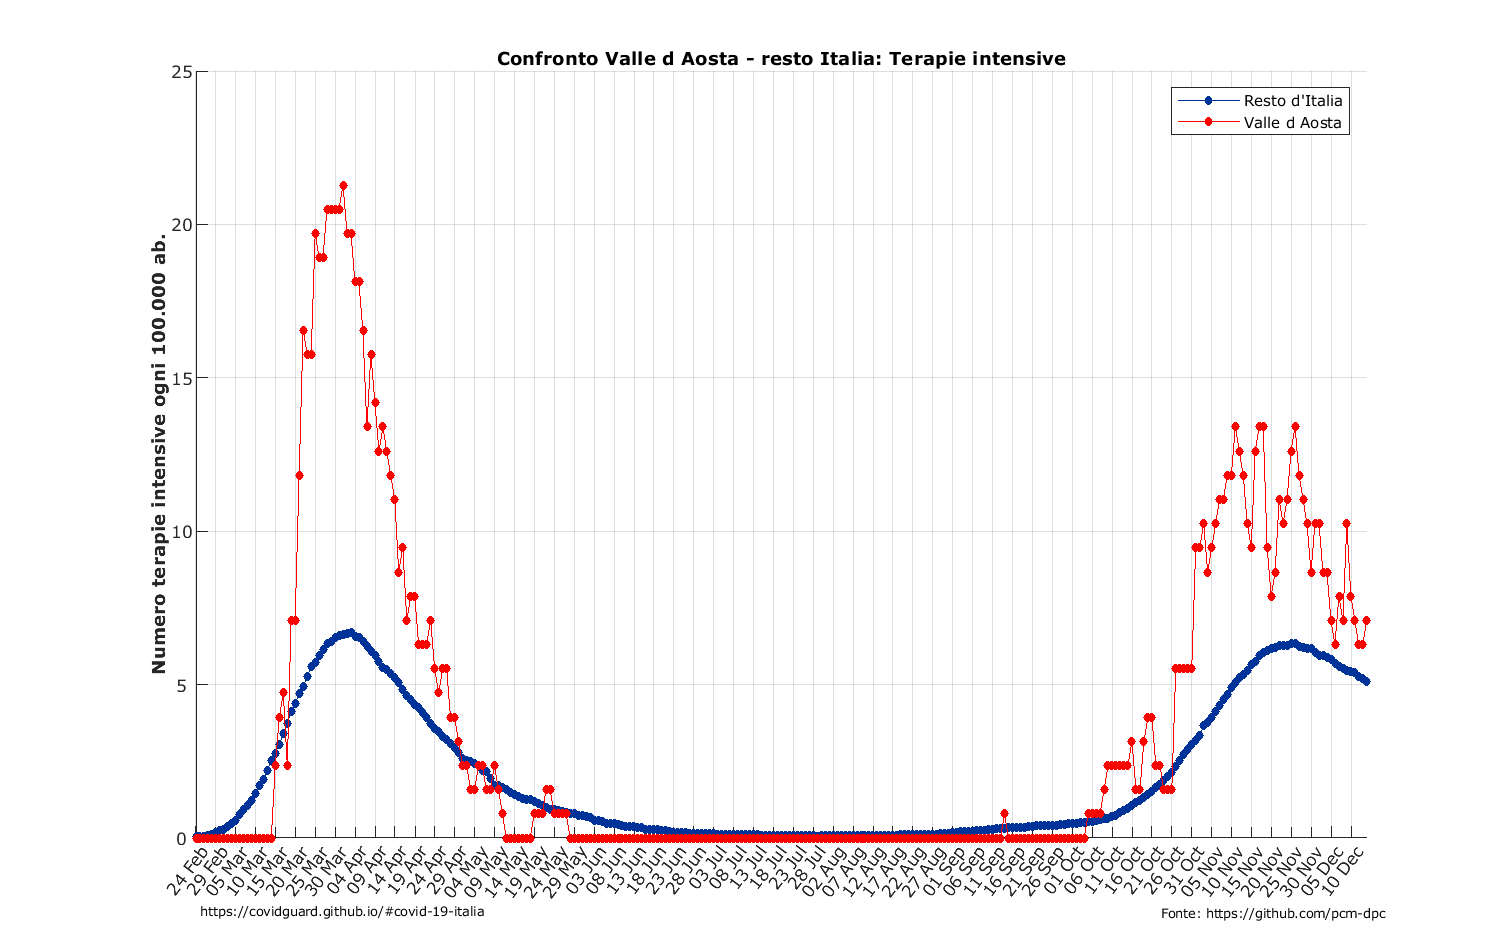 Confronto Valle d Aosta - resto Italia: Terapie intensive
Resto d'Italia
Valle d Aosta
Numero terapie intensive ogni 100.000 ab.
25
20
15
10
5
0
24 Feb
29 Feb
05 Mar
10 Mar
15 Mar
20 Mar
25 Mar
30 Mar
04 Apr
09 Apr
14 Apr
19 Apr
24 Apr
29 Apr
04 May
09 May
14 May
19 May
24 May
29 May
03 Jun
08 Jun
13 Jun
18 Jun
23 Jun
28 Jun
03 Jul
08 Jul
13 Jul
18 Jul
23 Jul
28 Jul
02 Aug
07 Aug
12 Aug
17 Aug
22 Aug
27 Aug
01 Sep
06 Sep
11 Sep
16 Sep
21 Sep
26 Sep
01 Oct
06 Oct
11 Oct
16 Oct
21 Oct
26 Oct
31 Oct
05 Nov
10 Nov
15 Nov
20 Nov
25 Nov
30 Nov
05 Dec
10 Dec
https://covidguard.github.io/#covid-19-italia
Fonte: https://github.com/pcm-dpc